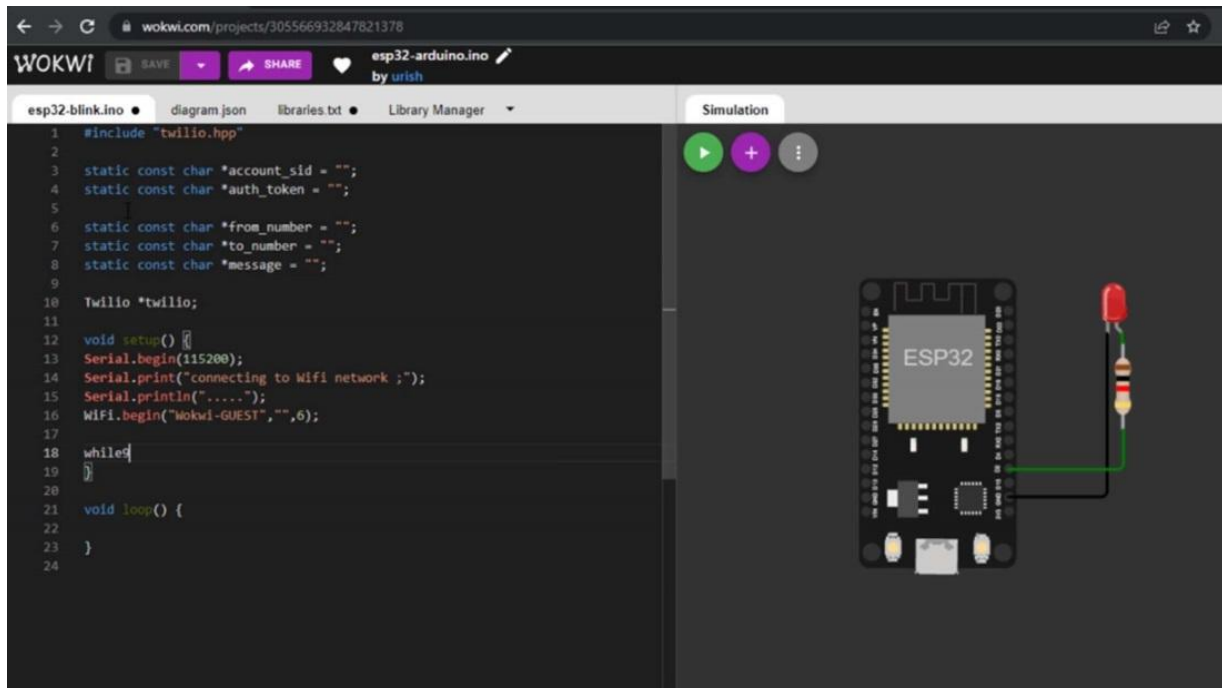 wokwi.com/projects/305566932847821378
WOKWI SAVE SHARE esp32-arduino.ino
by urish
esp32-blink.ino diagram.json libraries.txt Library Manager Simulation
1 #include "twilio.hpp"
2
3 static const char *account_sid = "";
4 static const char *auth_token = "";
5
6 static const char *from_number = "";
7 static const char *to_number = "";
8 static const char *message = "";
9
10 Twilio *twilio;
11
12 void setup() {
13 Serial.begin(115200);
14 Serial.print("connecting to Wifi network ;");
15 Serial.println(".....");
16 WiFi.begin("Wokwi-GUEST","",6);
17
18 while9
19 }
20
21 void loop() {
22
23 }
24
ESP32